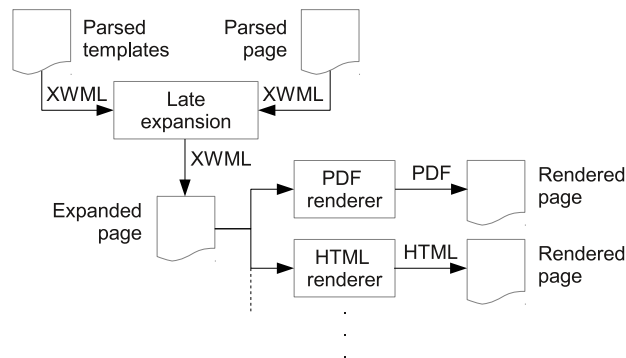 Parsed
templates
Parsed
page
XWML
XWML
Late
expansion
XWML
Expanded
page
PDF
renderer
PDF
Rendered
page
HTML
renderer
HTML
Rendered
page